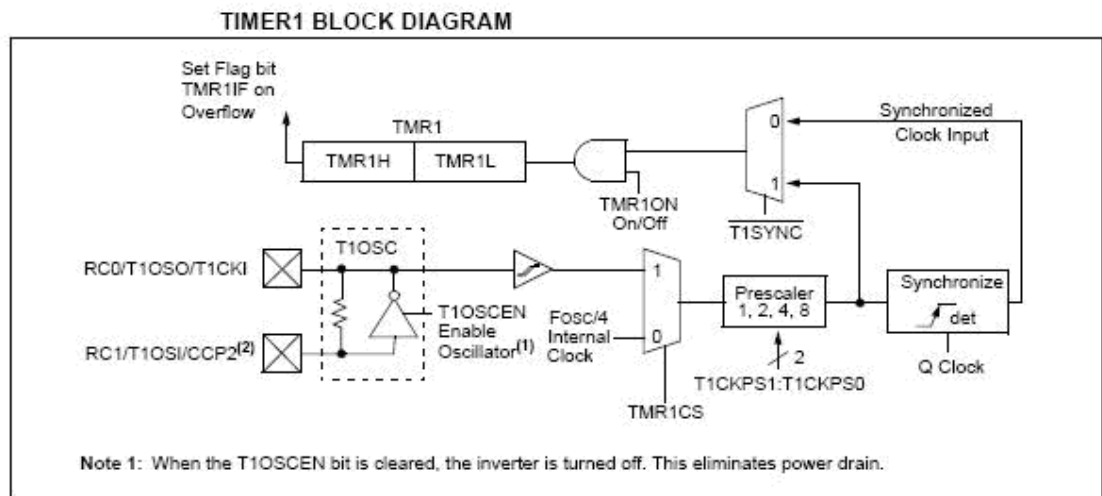 TIMER1 BLOCK DIAGRAM
Set Flag bit
TMR1IF on
Overflow
TMR1
TMR1H
TMR1L
TMR1ON
On/Off
0
1
T1SYNC
Synchronized
Clock Input
RC0/T1OSO/T1CKI
T1OSC
RC1/T1OSI/CCP2(2)
T1OSCEN
Enable
Oscillator(1)
FOSC/4
Internal
Clock
1
0
TMR1CS
Prescaler
1, 2, 4, 8
2
T1CKPS1:T1CKPS0
Synchronize
det
Q Clock
Note 1: When the T1OSCEN bit is cleared, the inverter is turned off. This eliminates power drain.